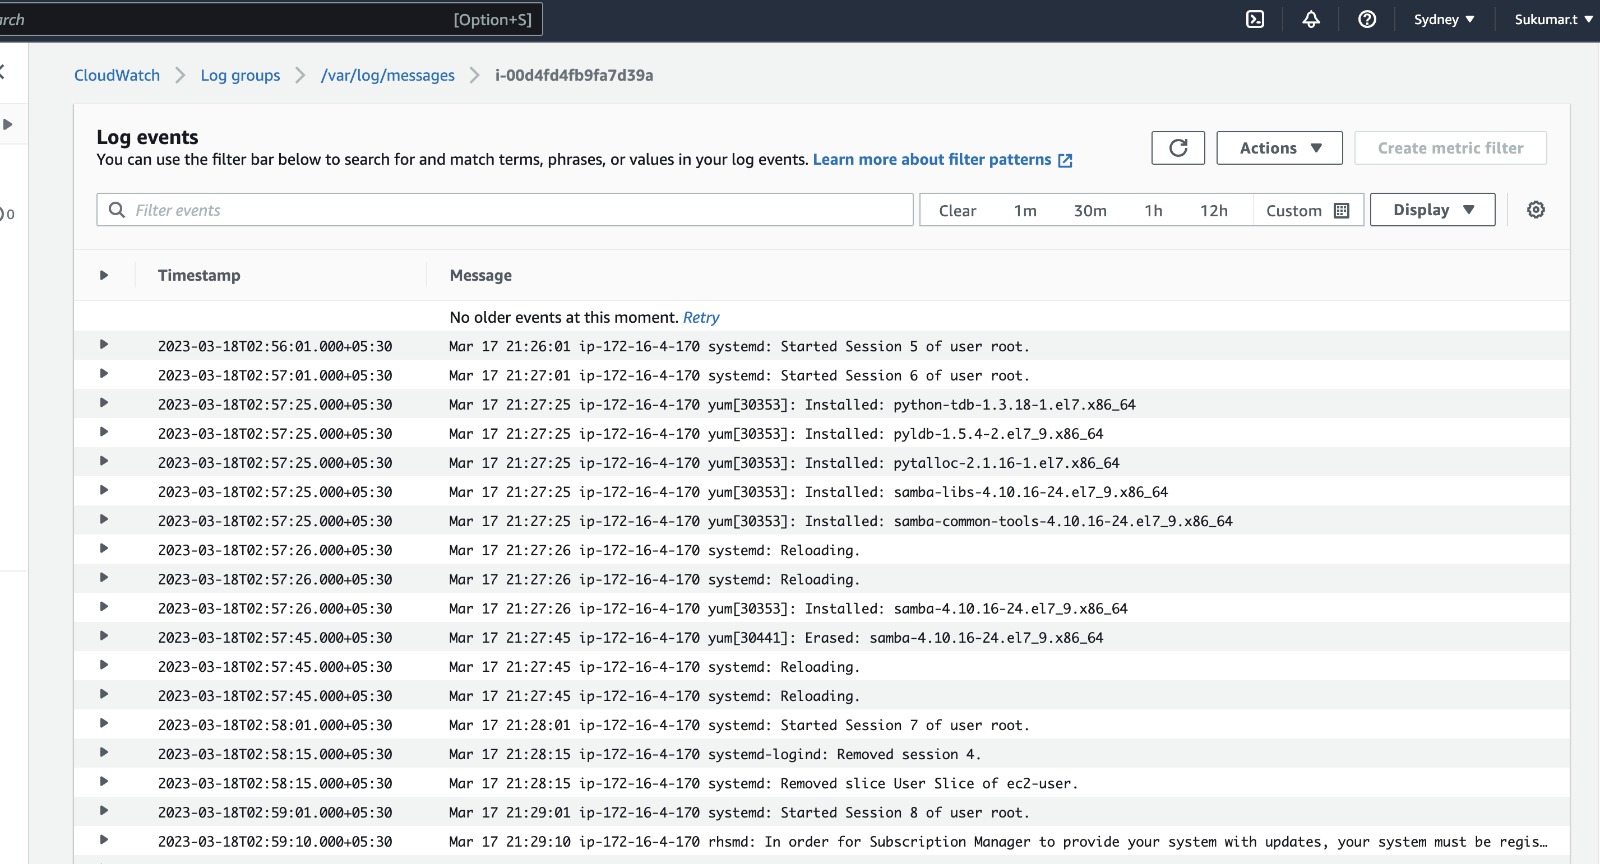 rch [Option+S] Sydney ▼ Sukumar.t ▼
CloudWatch > Log groups > /var/log/messages > i-00d4fd4fb9fa7d39a
Log events
You can use the filter bar below to search for and match terms, phrases, or values in your log events. Learn more about filter patterns
Actions ▼ Create metric filter
0
Filter events Clear 1m 30m 1h 12h Custom Display ▼
Timestamp Message
No older events at this moment. Retry
2023-03-18T02:56:01.000+05:30 Mar 17 21:26:01 ip-172-16-4-170 systemd: Started Session 5 of user root.
2023-03-18T02:57:01.000+05:30 Mar 17 21:27:01 ip-172-16-4-170 systemd: Started Session 6 of user root.
2023-03-18T02:57:25.000+05:30 Mar 17 21:27:25 ip-172-16-4-170 yum[30353]: Installed: python-tdb-1.3.18-1.el7.x86_64
2023-03-18T02:57:25.000+05:30 Mar 17 21:27:25 ip-172-16-4-170 yum[30353]: Installed: pyldb-1.5.4-2.el7_9.x86_64
2023-03-18T02:57:25.000+05:30 Mar 17 21:27:25 ip-172-16-4-170 yum[30353]: Installed: pytalloc-2.1.16-1.el7.x86_64
2023-03-18T02:57:25.000+05:30 Mar 17 21:27:25 ip-172-16-4-170 yum[30353]: Installed: samba-libs-4.10.16-24.el7_9.x86_64
2023-03-18T02:57:25.000+05:30 Mar 17 21:27:25 ip-172-16-4-170 yum[30353]: Installed: samba-common-tools-4.10.16-24.el7_9.x86_64
2023-03-18T02:57:26.000+05:30 Mar 17 21:27:26 ip-172-16-4-170 systemd: Reloading.
2023-03-18T02:57:26.000+05:30 Mar 17 21:27:26 ip-172-16-4-170 systemd: Reloading.
2023-03-18T02:57:26.000+05:30 Mar 17 21:27:26 ip-172-16-4-170 yum[30353]: Installed: samba-4.10.16-24.el7_9.x86_64
2023-03-18T02:57:45.000+05:30 Mar 17 21:27:45 ip-172-16-4-170 yum[30441]: Erased: samba-4.10.16-24.el7_9.x86_64
2023-03-18T02:57:45.000+05:30 Mar 17 21:27:45 ip-172-16-4-170 systemd: Reloading.
2023-03-18T02:57:45.000+05:30 Mar 17 21:27:45 ip-172-16-4-170 systemd: Reloading.
2023-03-18T02:58:01.000+05:30 Mar 17 21:28:01 ip-172-16-4-170 systemd: Started Session 7 of user root.
2023-03-18T02:58:15.000+05:30 Mar 17 21:28:15 ip-172-16-4-170 systemd-logind: Removed session 4.
2023-03-18T02:58:15.000+05:30 Mar 17 21:28:15 ip-172-16-4-170 systemd: Removed slice User Slice of ec2-user.
2023-03-18T02:59:01.000+05:30 Mar 17 21:29:01 ip-172-16-4-170 systemd: Started Session 8 of user root.
2023-03-18T02:59:10.000+05:30 Mar 17 21:29:10 ip-172-16-4-170 rhsmd: In order for Subscription Manager to provide your system with updates, your system must be regis…